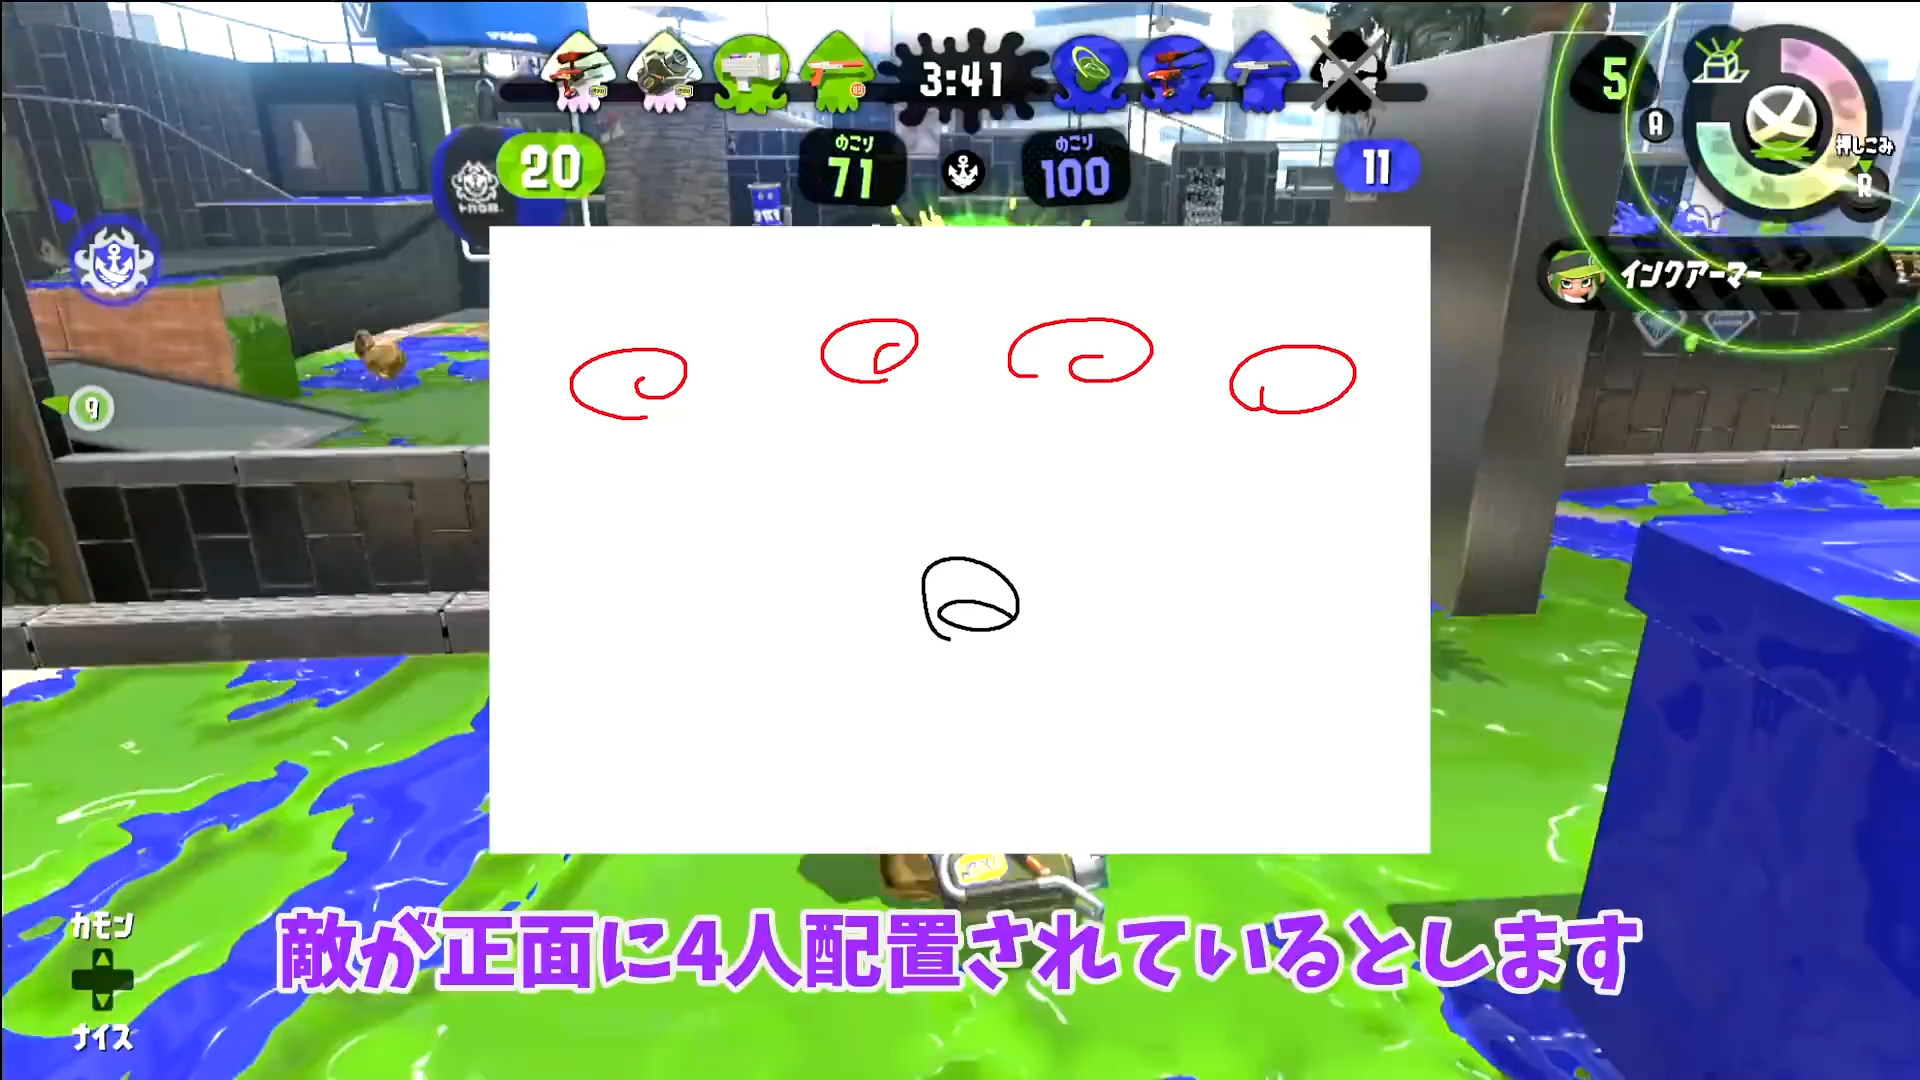 3:41
20
のこり
71
のこり
100
11
5
A
押しこみ
R
インクアーマー
9
カモン
ナイス
敵が正面に4人配置されているとします